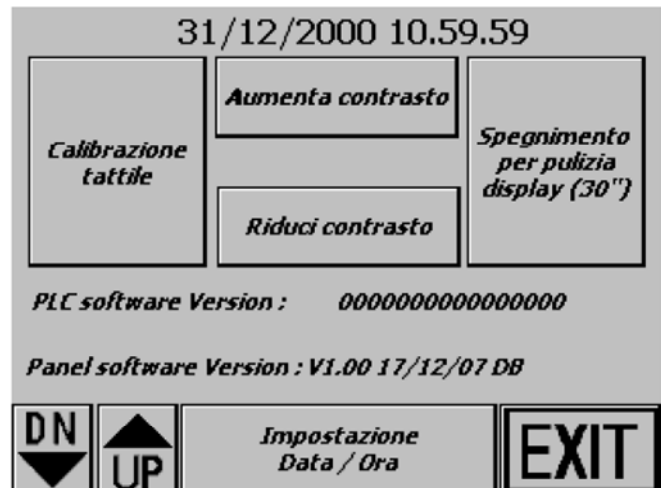 31/12/2000 10.59.59
Calibrazione
tattile
Aumenta contrasto
Riduci contrasto
Spegnimento
per pulizia
display (30")
PLC software Version : 0000000000000000
Panel software Version : V1.00 17/12/07 DB
DN
UP
Impostazione
Data / Ora
EXIT